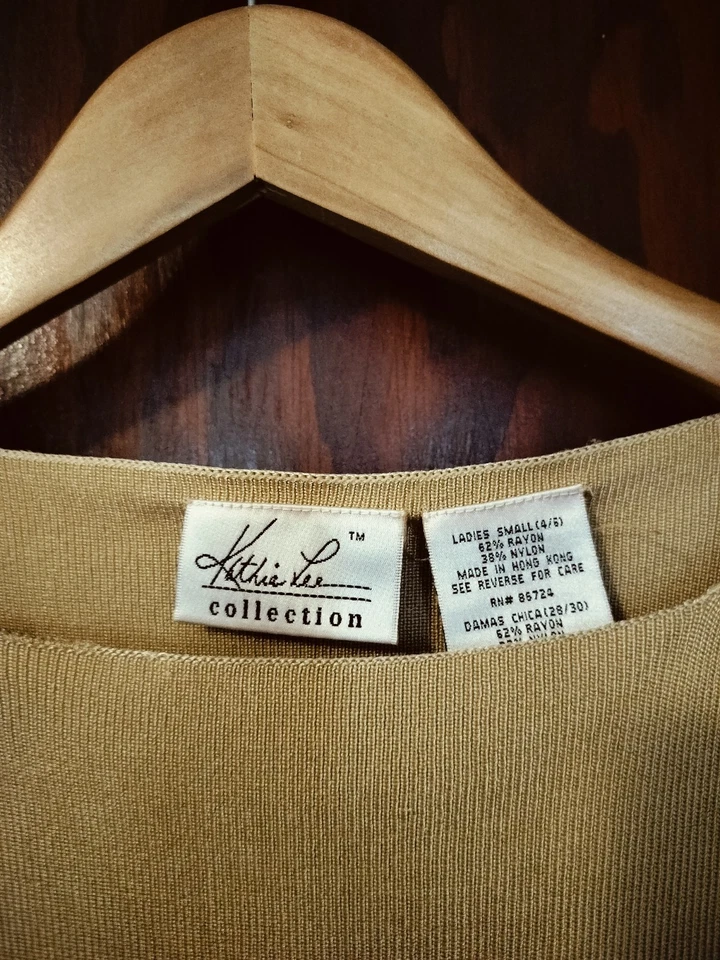 Kathie Lee ™
collection
LADIES SMALL(4/6)
62% RAYON
38% NYLON
MADE IN HONG KONG
SEE REVERSE FOR CARE
RN# 86724
DAMAS CHICA(28/30)
62% RAYON